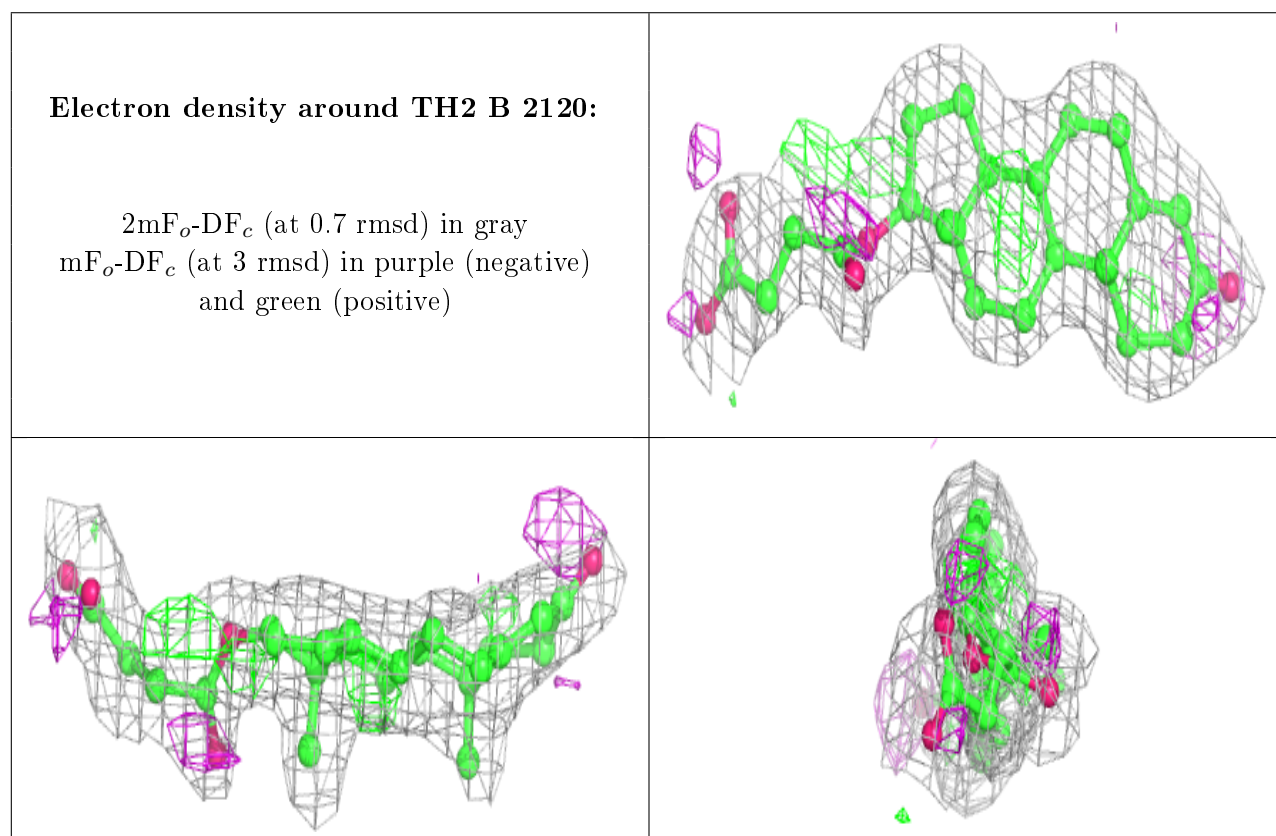 Electron density around TH2 B 2120:
2mFₒ-DF𝒸 (at 0.7 rmsd) in gray
mFₒ-DF𝒸 (at 3 rmsd) in purple (negative)
and green (positive)